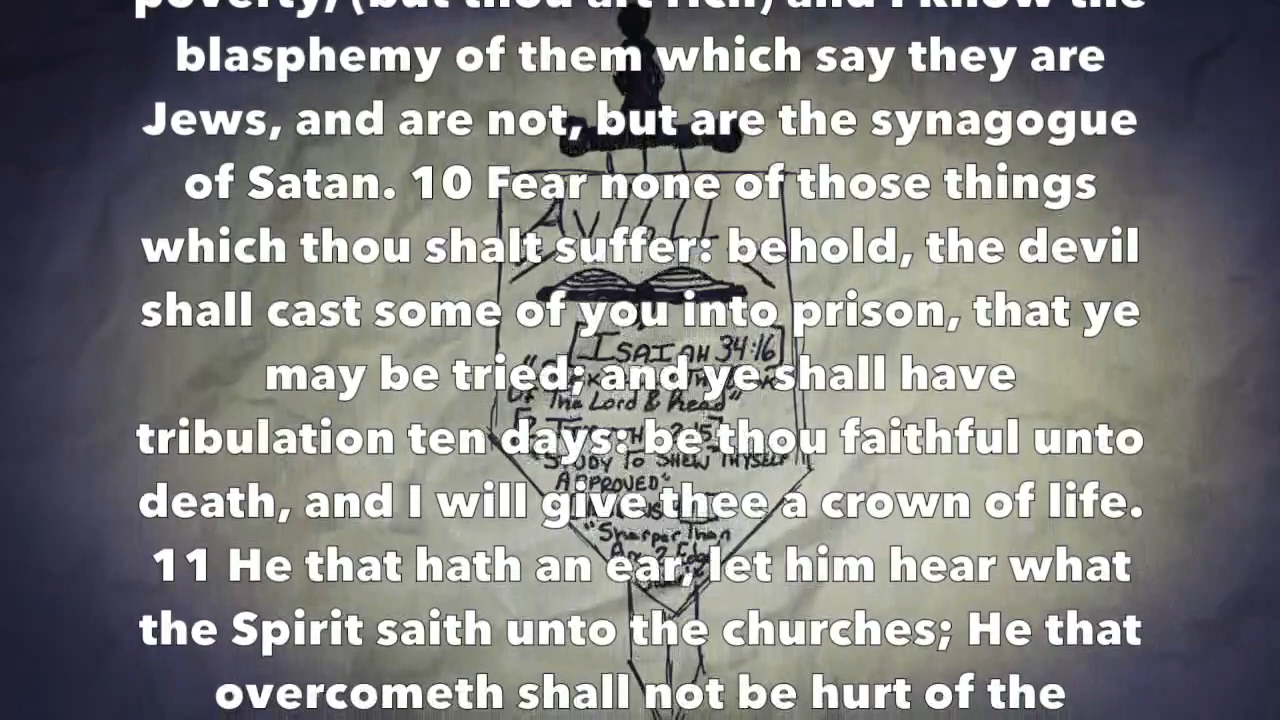 poverty, (but thou art rich) and I know the
blasphemy of them which say they are
Jews, and are not, but are the synagogue
of Satan. 10 Fear none of those things
which thou shalt suffer: behold, the devil
shall cast some of you into prison, that ye
may be tried; and ye shall have
tribulation ten days: be thou faithful unto
death, and I will give thee a crown of life.
11 He that hath an ear, let him hear what
the Spirit saith unto the churches; He that
overcometh shall not be hurt of the
[ISAIAH 34:16]
Of The Lord & Read"
"STUDY To SHEW THYSELF
APPROVED"
"Sharper Than